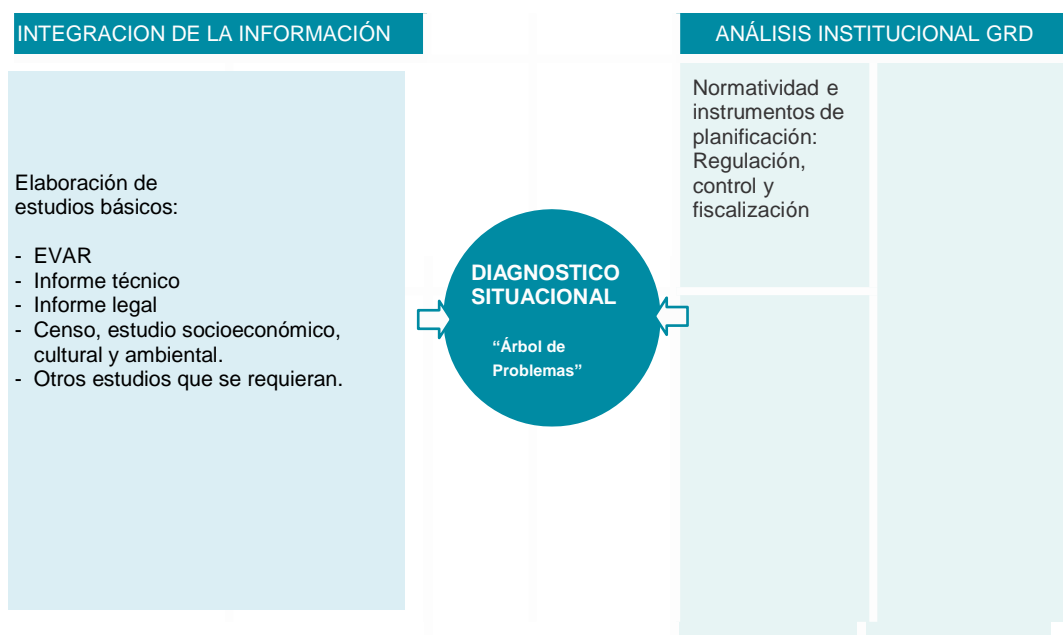 INTEGRACION DE LA INFORMACIÓN
Elaboración de
estudios básicos:
- EVAR
- Informe técnico
- Informe legal
- Censo, estudio socioeconómico,
cultural y ambiental.
- Otros estudios que se requieran.
DIAGNOSTICO
SITUACIONAL
“Árbol de
Problemas”
ANÁLISIS INSTITUCIONAL GRD
Normatividad e
instrumentos de
planificación:
Regulación,
control y
fiscalización